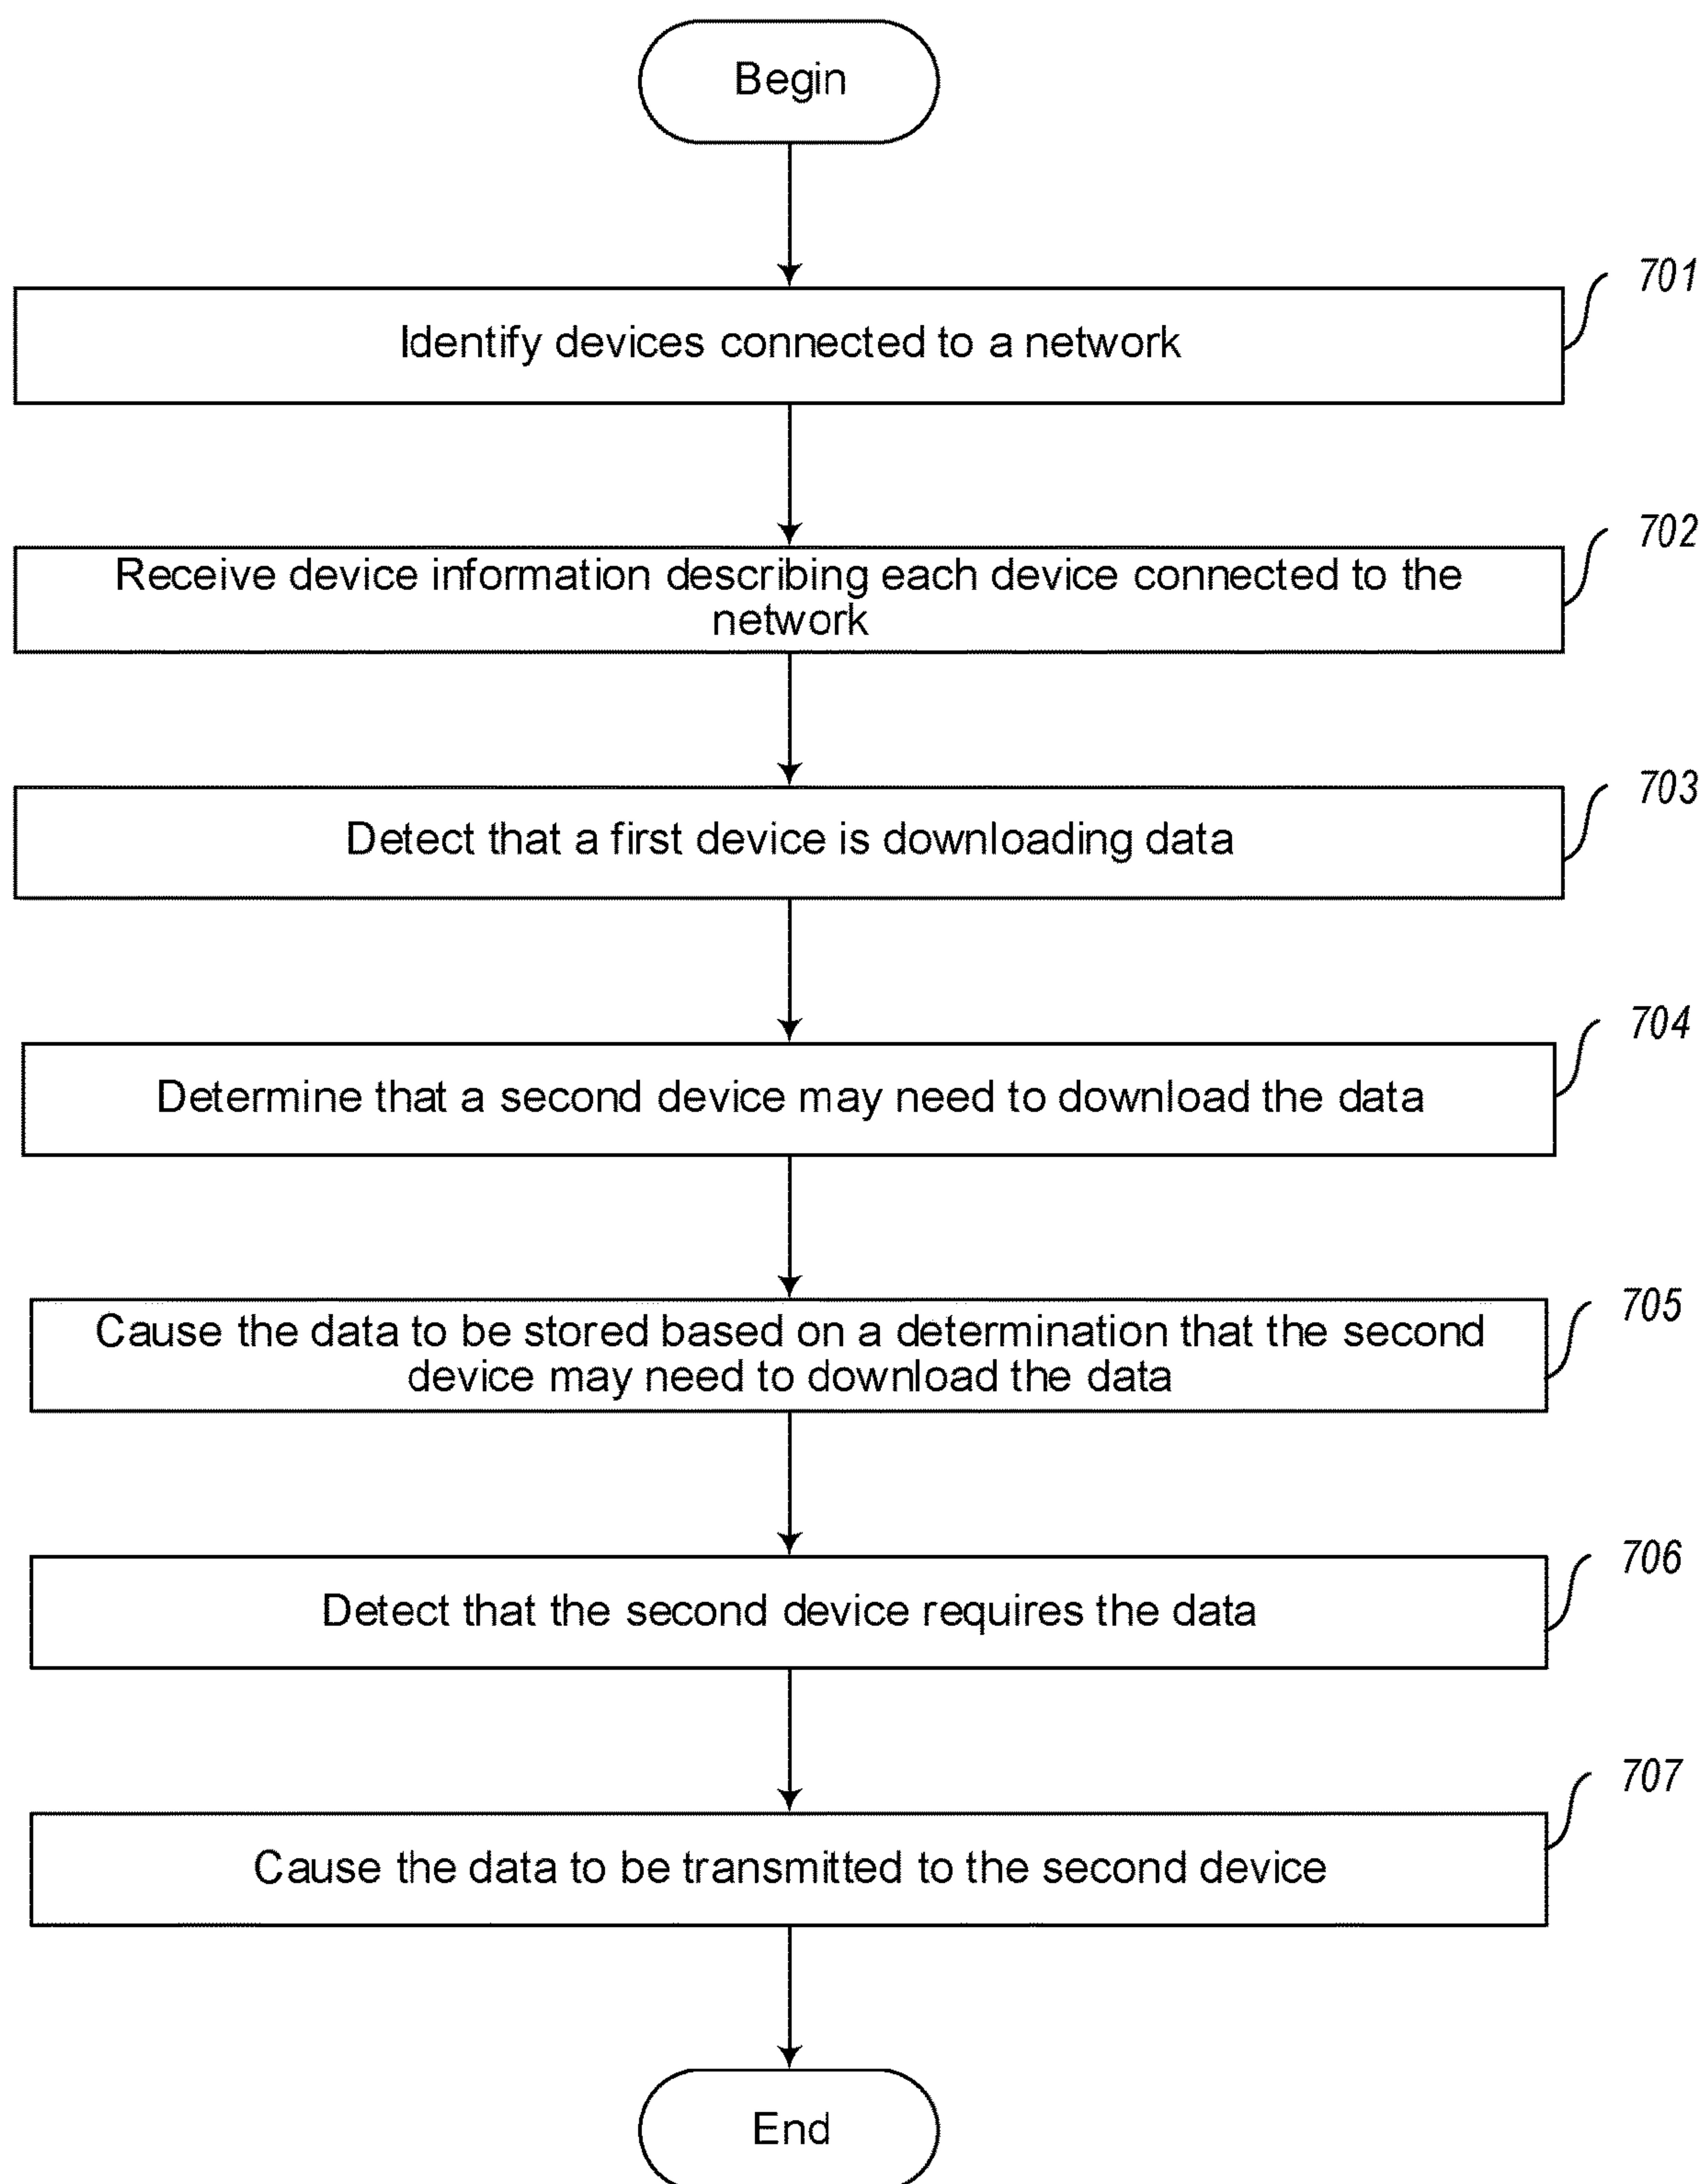 Begin
701
Identify devices connected to a network
702
Receive device information describing each device connected to the
network
703
Detect that a first device is downloading data
704
Determine that a second device may need to download the data
705
Cause the data to be stored based on a determination that the second
device may need to download the data
706
Detect that the second device requires the data
707
Cause the data to be transmitted to the second device
End